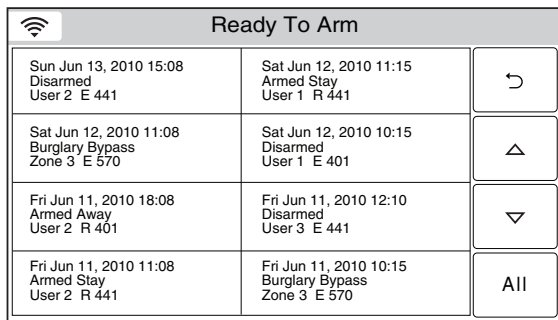 Ready To Arm
Sun Jun 13, 2010 15:08
Disarmed
User 2 E 441
Sat Jun 12, 2010 11:15
Armed Stay
User 1 R 441
Sat Jun 12, 2010 11:08
Burglary Bypass
Zone 3 E 570
Sat Jun 12, 2010 10:15
Disarmed
User 1 E 401
Fri Jun 11, 2010 18:08
Armed Away
User 2 R 401
Fri Jun 11, 2010 12:10
Disarmed
User 3 E 441
Fri Jun 11, 2010 11:08
Armed Stay
User 2 R 441
Fri Jun 11, 2010 10:15
Burglary Bypass
Zone 3 E 570
All